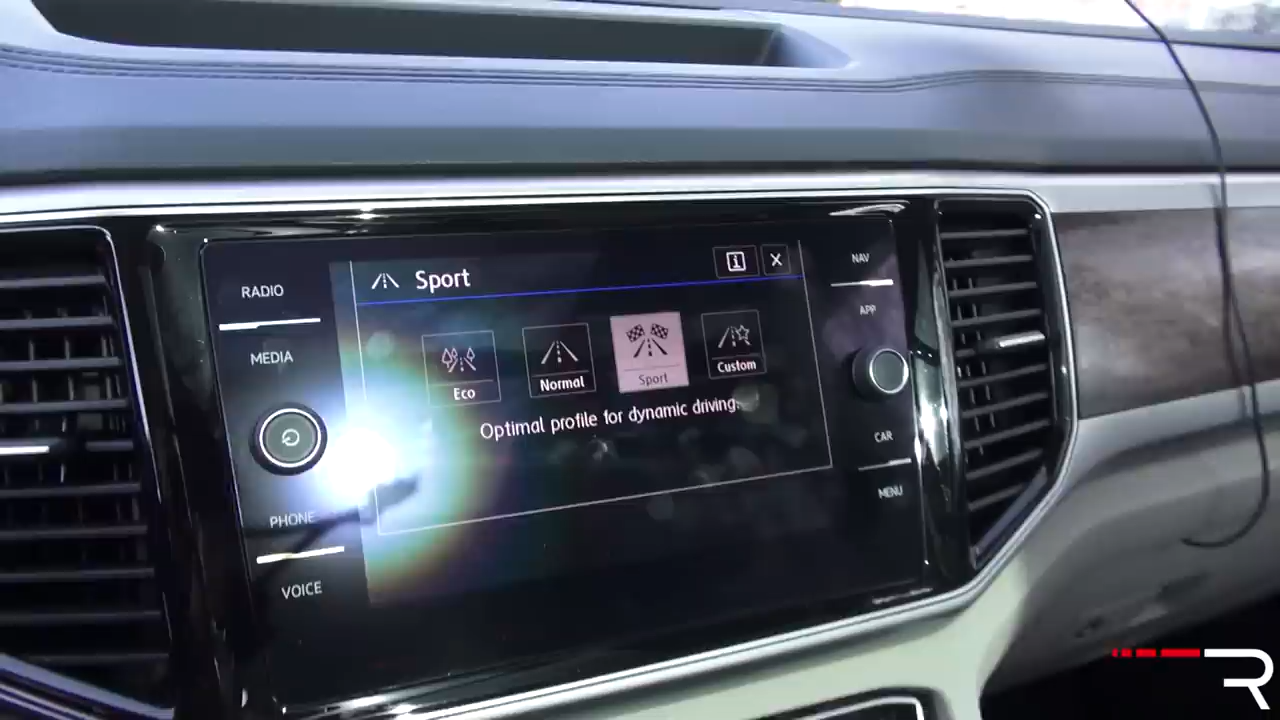 RADIO
MEDIA
PHONE
VOICE
Sport
i X
Eco
Normal
Sport
Custom
Optimal profile for dynamic driving.
NAV
APP
CAR
MENU
R